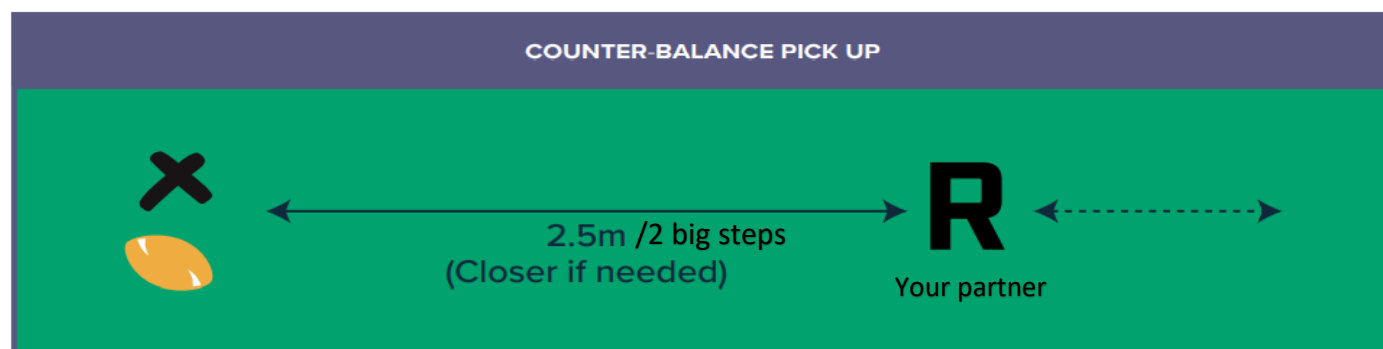 COUNTER-BALANCE PICK UP
R
2.5m /2 big steps
(Closer if needed)
Your partner